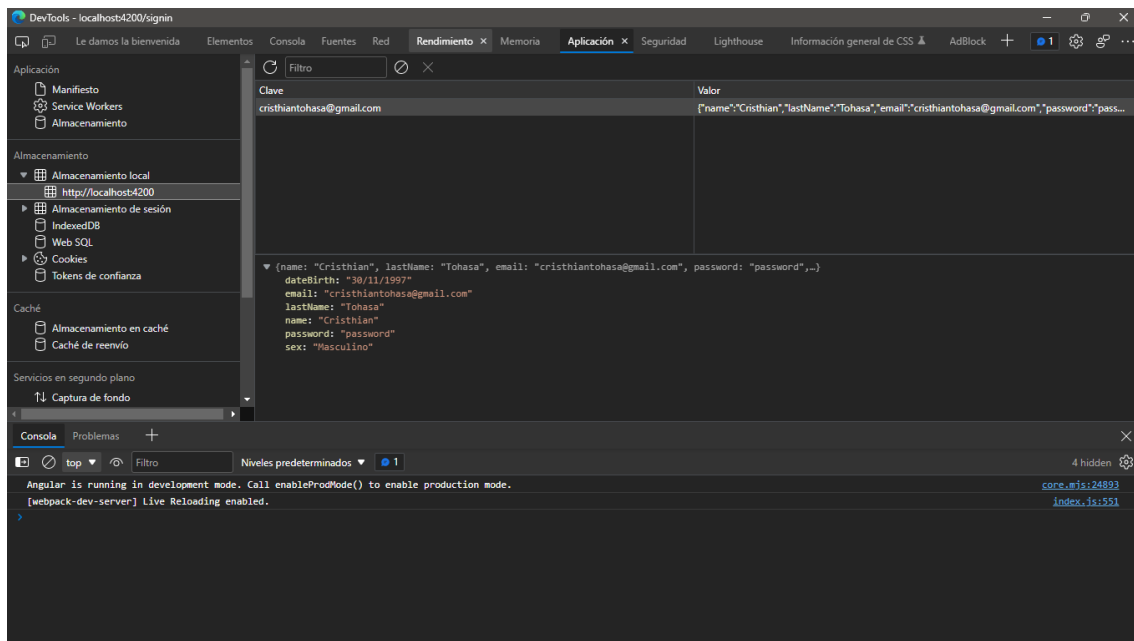 DevTools - localhost:4200/signin
Le damos la bienvenida Elementos Consola Fuentes Red Rendimiento × Memoria Aplicación × Seguridad Lighthouse Información general de CSS AdBlock + 1 ...
Aplicación
Manifiesto
Service Workers
Almacenamiento
Almacenamiento
Almacenamiento local
http://localhost:4200
Almacenamiento de sesión
IndexedDB
Web SQL
Cookies
Tokens de confianza
Caché
Almacenamiento en caché
Caché de reenvío
Servicios en segundo plano
Captura de fondo
Filtro
Clave Valor
cristhiantohasa@gmail.com {"name":"Cristhian","lastName":"Tohasa","email":"cristhiantohasa@gmail.com","password":"pass...
{name: "Cristhian", lastName: "Tohasa", email: "cristhiantohasa@gmail.com", password: "password",…}
dateBirth: "30/11/1997"
email: "cristhiantohasa@gmail.com"
lastName: "Tohasa"
name: "Cristhian"
password: "password"
sex: "Masculino"
Consola Problemas +
top ▼ Filtro Niveles predeterminados ▼ 1 4 hidden
Angular is running in development mode. Call enableProdMode() to enable production mode. core.mjs:24893
[webpack-dev-server] Live Reloading enabled. index.js:551